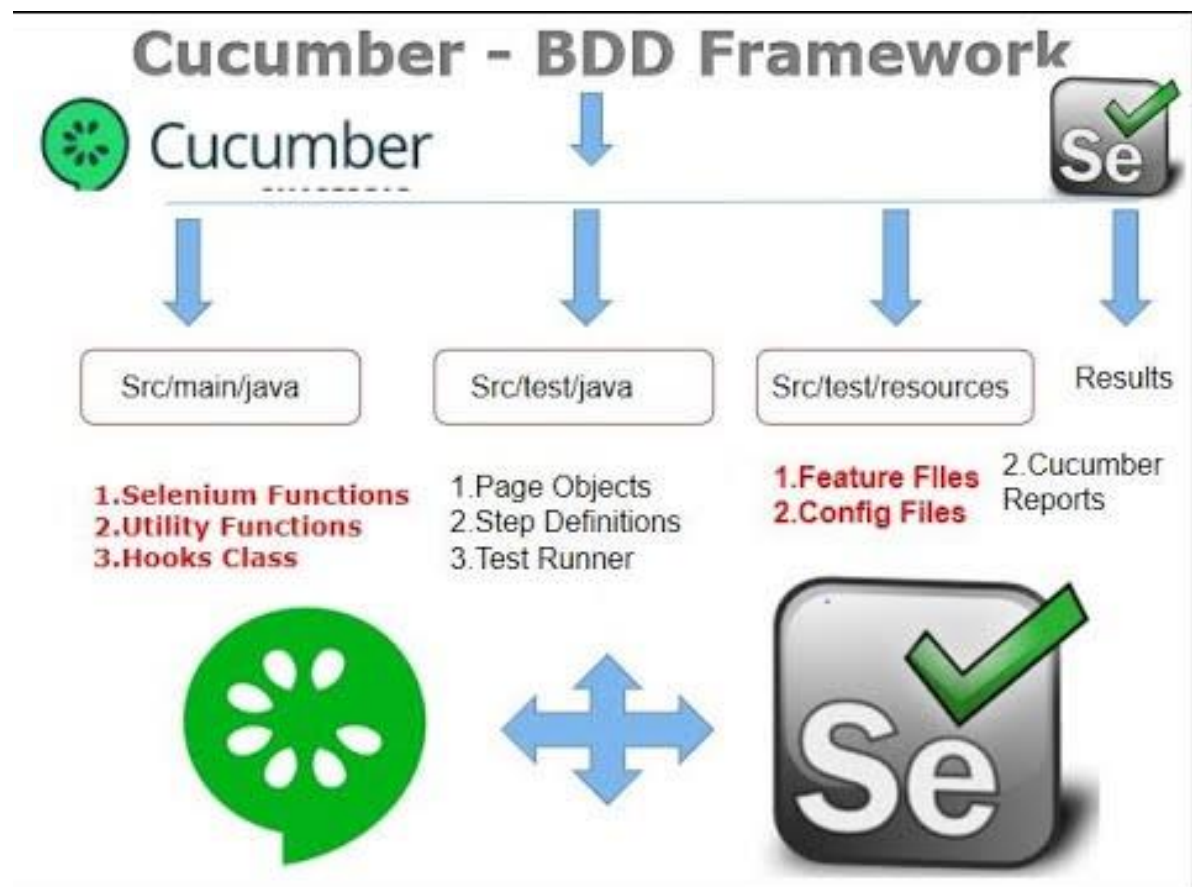 Cucumber - BDD Framework
Cucumber
Se
Src/main/java
Src/test/java
Src/test/resources
Results
1.Selenium Functions
2.Utility Functions
3.Hooks Class
1.Page Objects
2.Step Definitions
3.Test Runner
1.Feature FIles
2.Config Files
2.Cucumber
Reports
Se